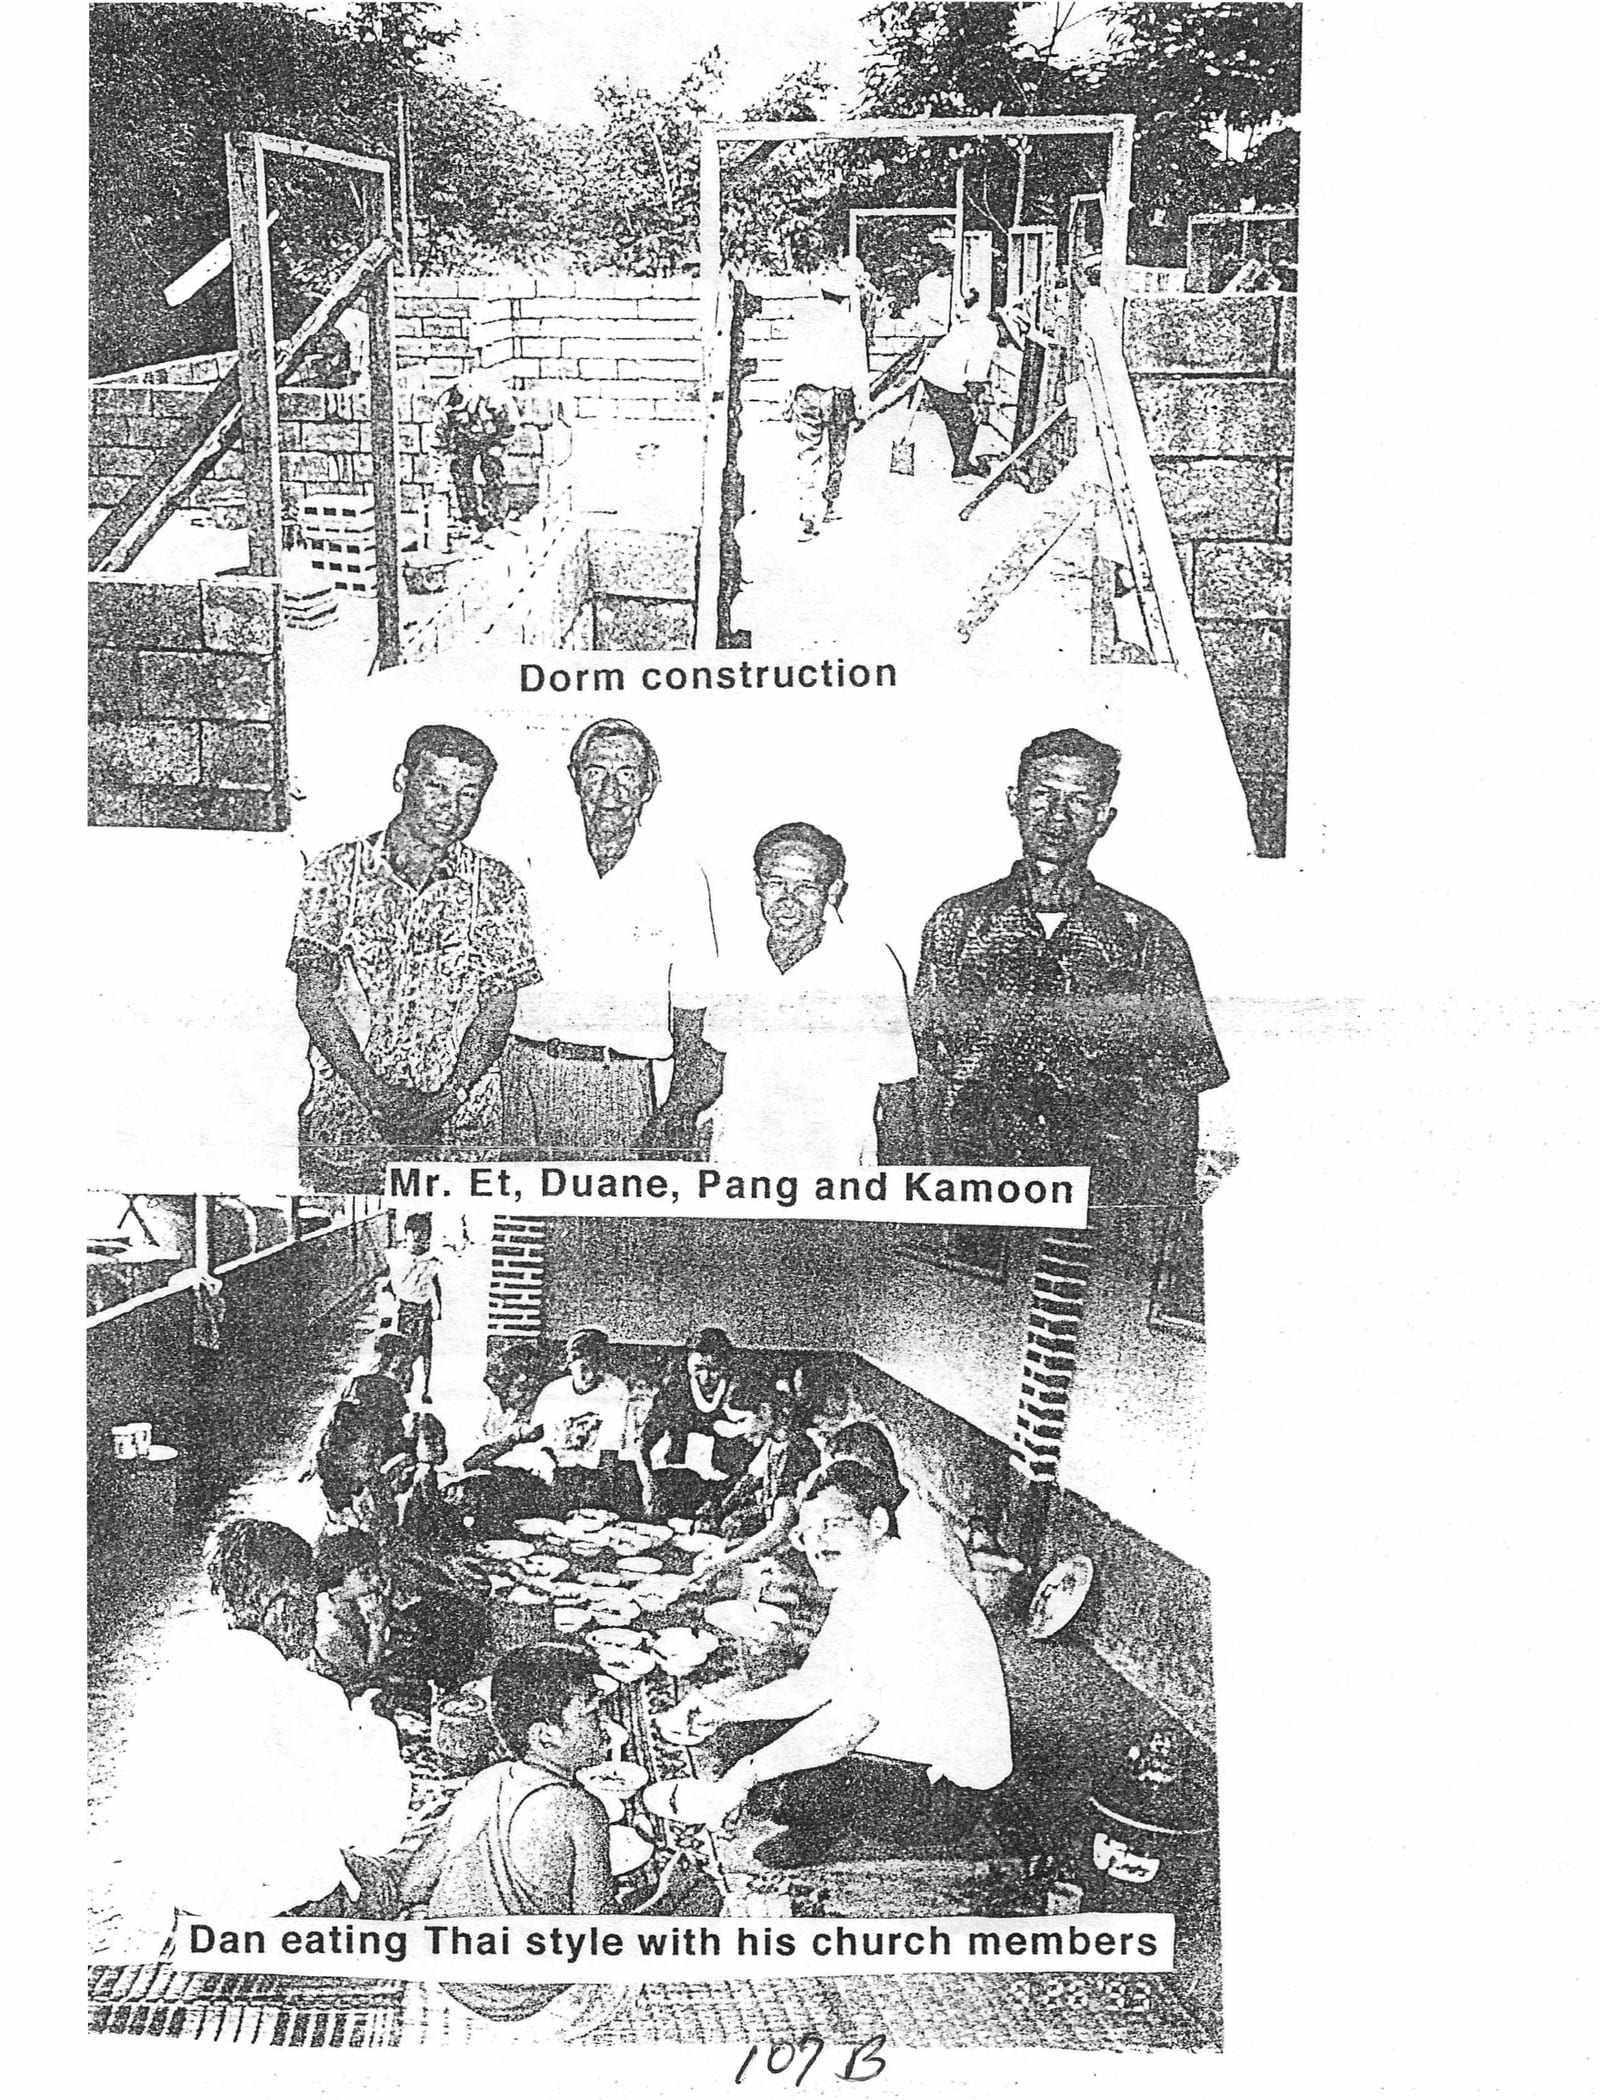 Dorm construction
Mr. Et, Duane, Pang and Kamoon
Dan eating Thai style with his church members
107 B